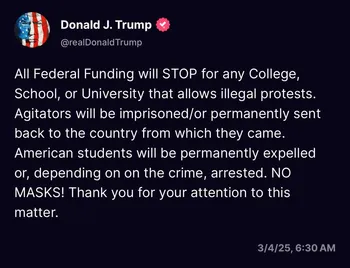 Donald J. Trump
@realDonaldTrump
All Federal Funding will STOP for any College,
School, or University that allows illegal protests.
Agitators will be imprisoned/or permanently sent
back to the country from which they came.
American students will be permanently expelled
or, depending on on the crime, arrested. NO
MASKS! Thank you for your attention to this
matter.
3/4/25, 6:30 AM